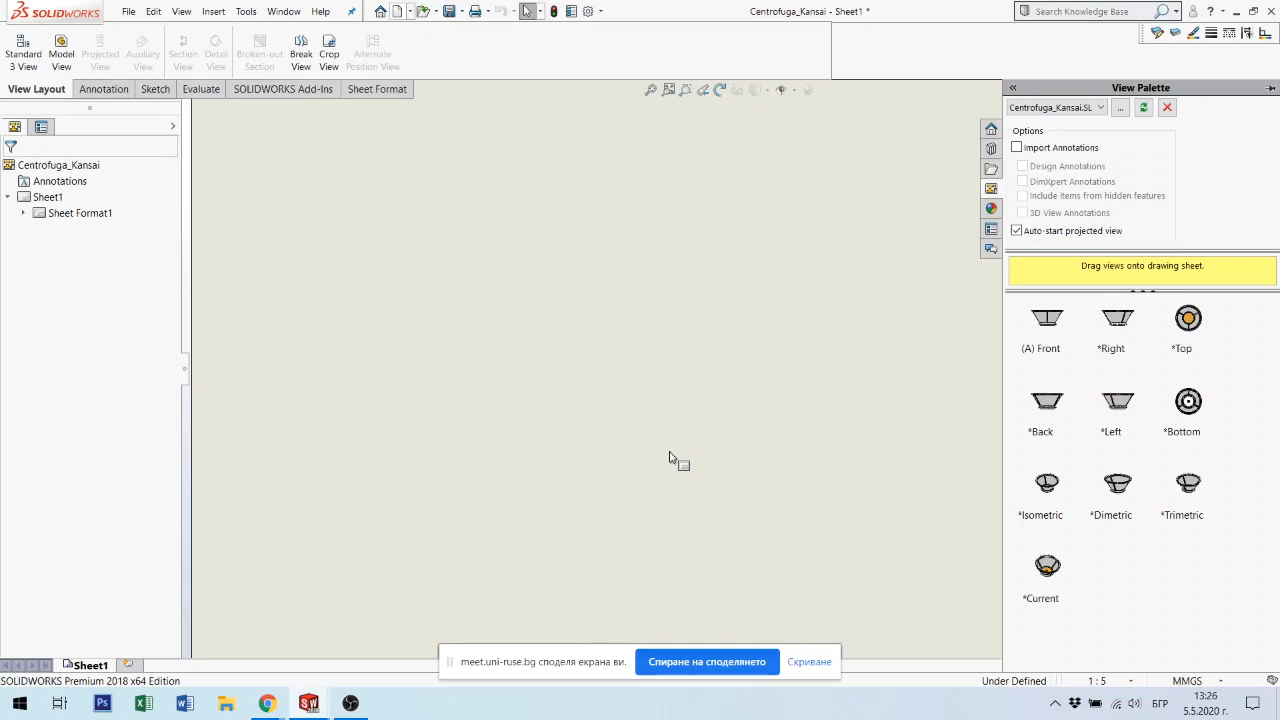 SOLIDWORKS File Edit View Insert Tools Window Help Centrofuga_Kansai - Sheet1 * Search Knowledge Base ?
Standard 3 View
Model View
Projected View
Auxiliary View
Section View
Detail View
Broken-out Section
Break View
Crop View
Alternate Position View
View Layout Annotation Sketch Evaluate SOLIDWORKS Add-Ins Sheet Format
View Palette
Centrofuga_Kansai.SL ...
Options
Import Annotations
Design Annotations
DimXpert Annotations
Include items from hidden features
3D View Annotations
Auto-start projected view
Drag views onto drawing sheet.
Centrofuga_Kansai
Annotations
Sheet1
Sheet Format1
(A) Front *Right *Top
*Back *Left *Bottom
*Isometric *Dimetric *Trimetric
*Current
meet.uni-ruse.bg споделя екрана ви. Спиране на споделянето Скриване
Sheet1
SOLIDWORKS Premium 2018 x64 Edition Under Defined 1 : 5 MMGS
БГР 13:26
5.5.2020 г.